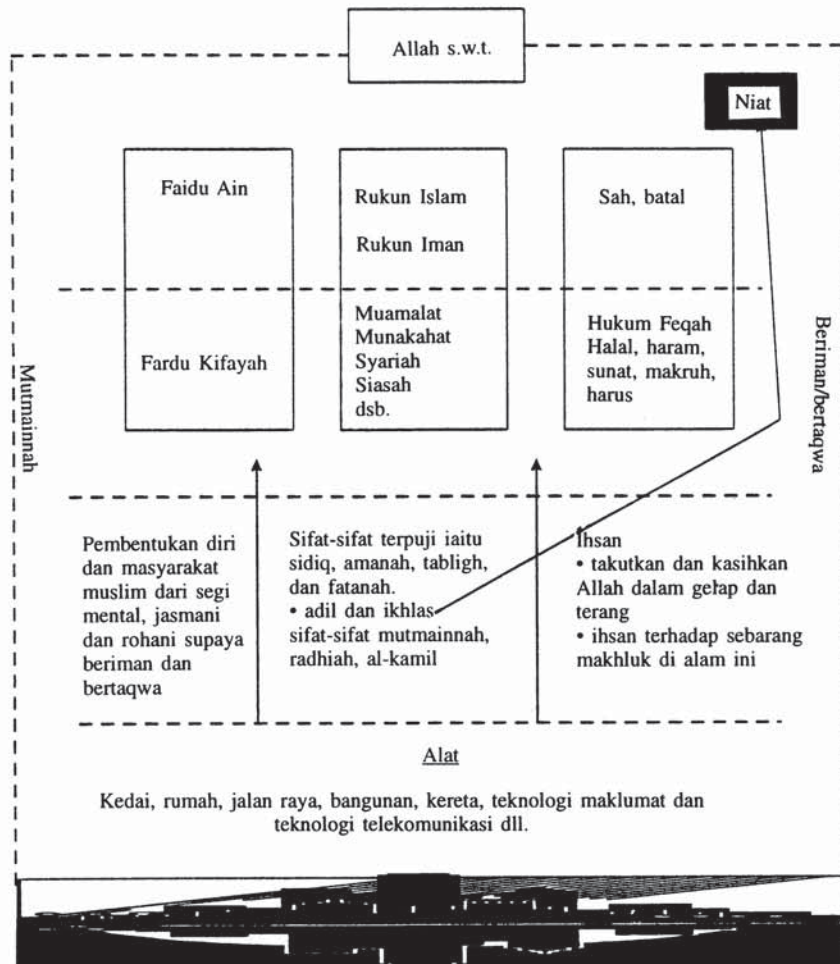 Allah s.w.t.
Niat
Faidu Ain
Fardu Kifayah
Rukun Islam
Rukun Iman
Muamalat
Munakahat
Syariah
Siasah
dsb.
Sah, batal
Hukum Feqah
Halal, haram,
sunat, makruh,
harus
Mutmainnah
Beriman/bertaqwa
Pembentukan diri
dan masyarakat
muslim dari segi
mental, jasmani
dan rohani supaya
beriman dan
bertaqwa
Sifat-sifat terpuji iaitu
sidiq, amanah, tabligh,
dan fatanah.
• adil dan ikhlas
sifat-sifat mutmainnah,
radhiah, al-kamil
Ihsan
• takutkan dan kasihkan
Allah dalam gelap dan
terang
• ihsan terhadap sebarang
makhluk di alam ini
Alat
Kedai, rumah, jalan raya, bangunan, kereta, teknologi maklumat dan
teknologi telekomunikasi dll.